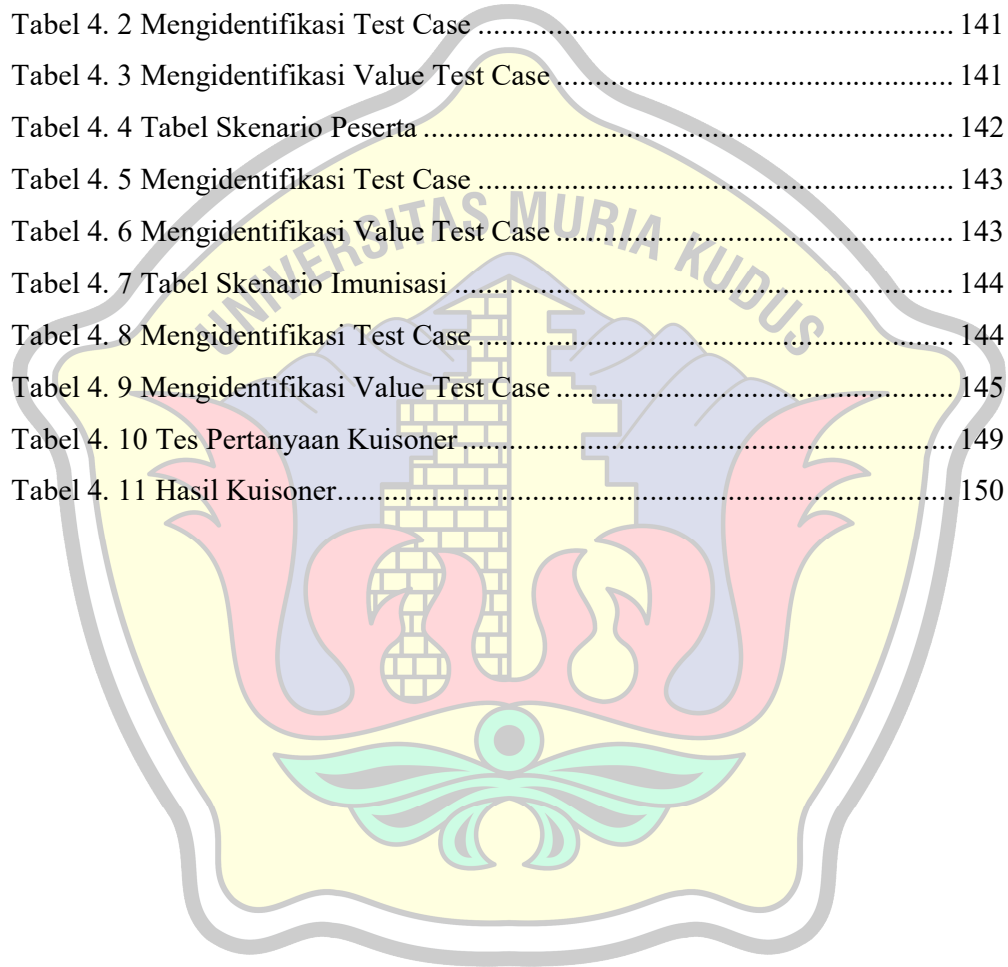 Tabel 4. 2 Mengidentifikasi Test Case ................................................................ 141
Tabel 4. 3 Mengidentifikasi Value Test Case ..................................................... 141
Tabel 4. 4 Tabel Skenario Peserta ....................................................................... 142
Tabel 4. 5 Mengidentifikasi Test Case ................................................................ 143
Tabel 4. 6 Mengidentifikasi Value Test Case ..................................................... 143
Tabel 4. 7 Tabel Skenario Imunisasi ................................................................... 144
Tabel 4. 8 Mengidentifikasi Test Case ................................................................ 144
Tabel 4. 9 Mengidentifikasi Value Test Case ..................................................... 145
Tabel 4. 10 Tes Pertanyaan Kuisoner .................................................................. 149
Tabel 4. 11 Hasil Kuisoner .................................................................................. 150
UNIVERSITAS MURIA KUDUS